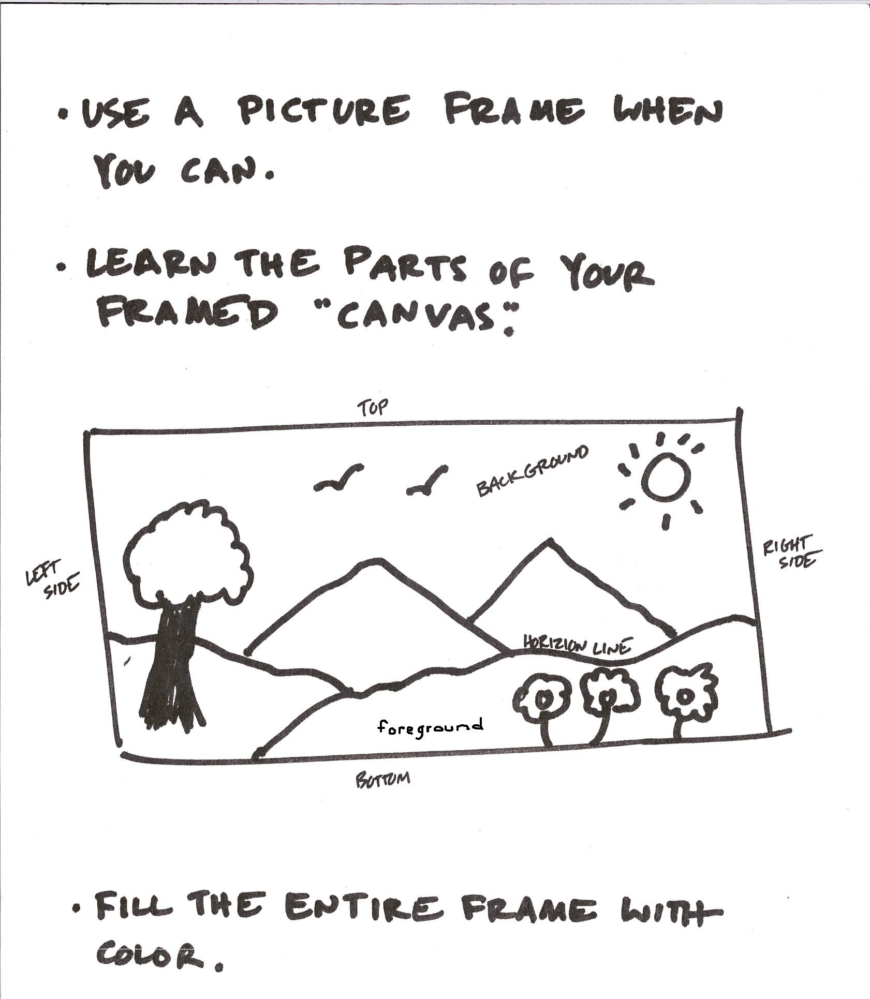 • USE A PICTURE FRAME WHEN
YOU CAN.
• LEARN THE PARTS OF YOUR
FRAMED "CANVAS".
TOP
BACKGROUND
LEFT
SIDE
RIGHT
SIDE
HORIZION LINE
foreground
BOTTOM
• FILL THE ENTIRE FRAME WITH
COLOR.